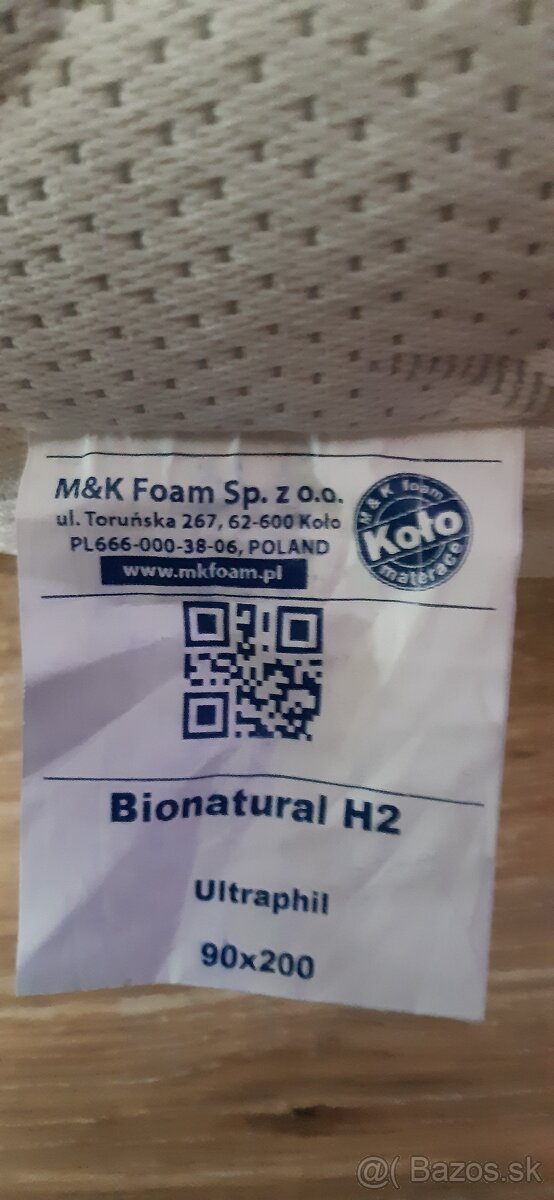 M&K Foam Sp. z o.o.
ul. Toruńska 267, 62-600 Koło
PL666-000-38-06, POLAND
www.mkfoam.pl
M & K foam
Koło
materace
Bionatural H2
Ultraphil
90x200
@( Bazos.sk